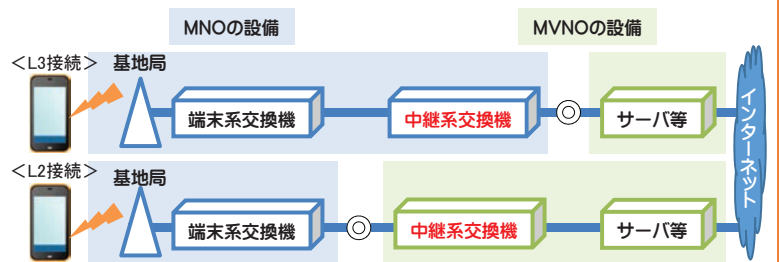 MNOの設備
MVNOの設備
＜L3接続＞
基地局
端末系交換機
中継系交換機
サーバ等
インターネット
＜L2接続＞
基地局
端末系交換機
中継系交換機
サーバ等